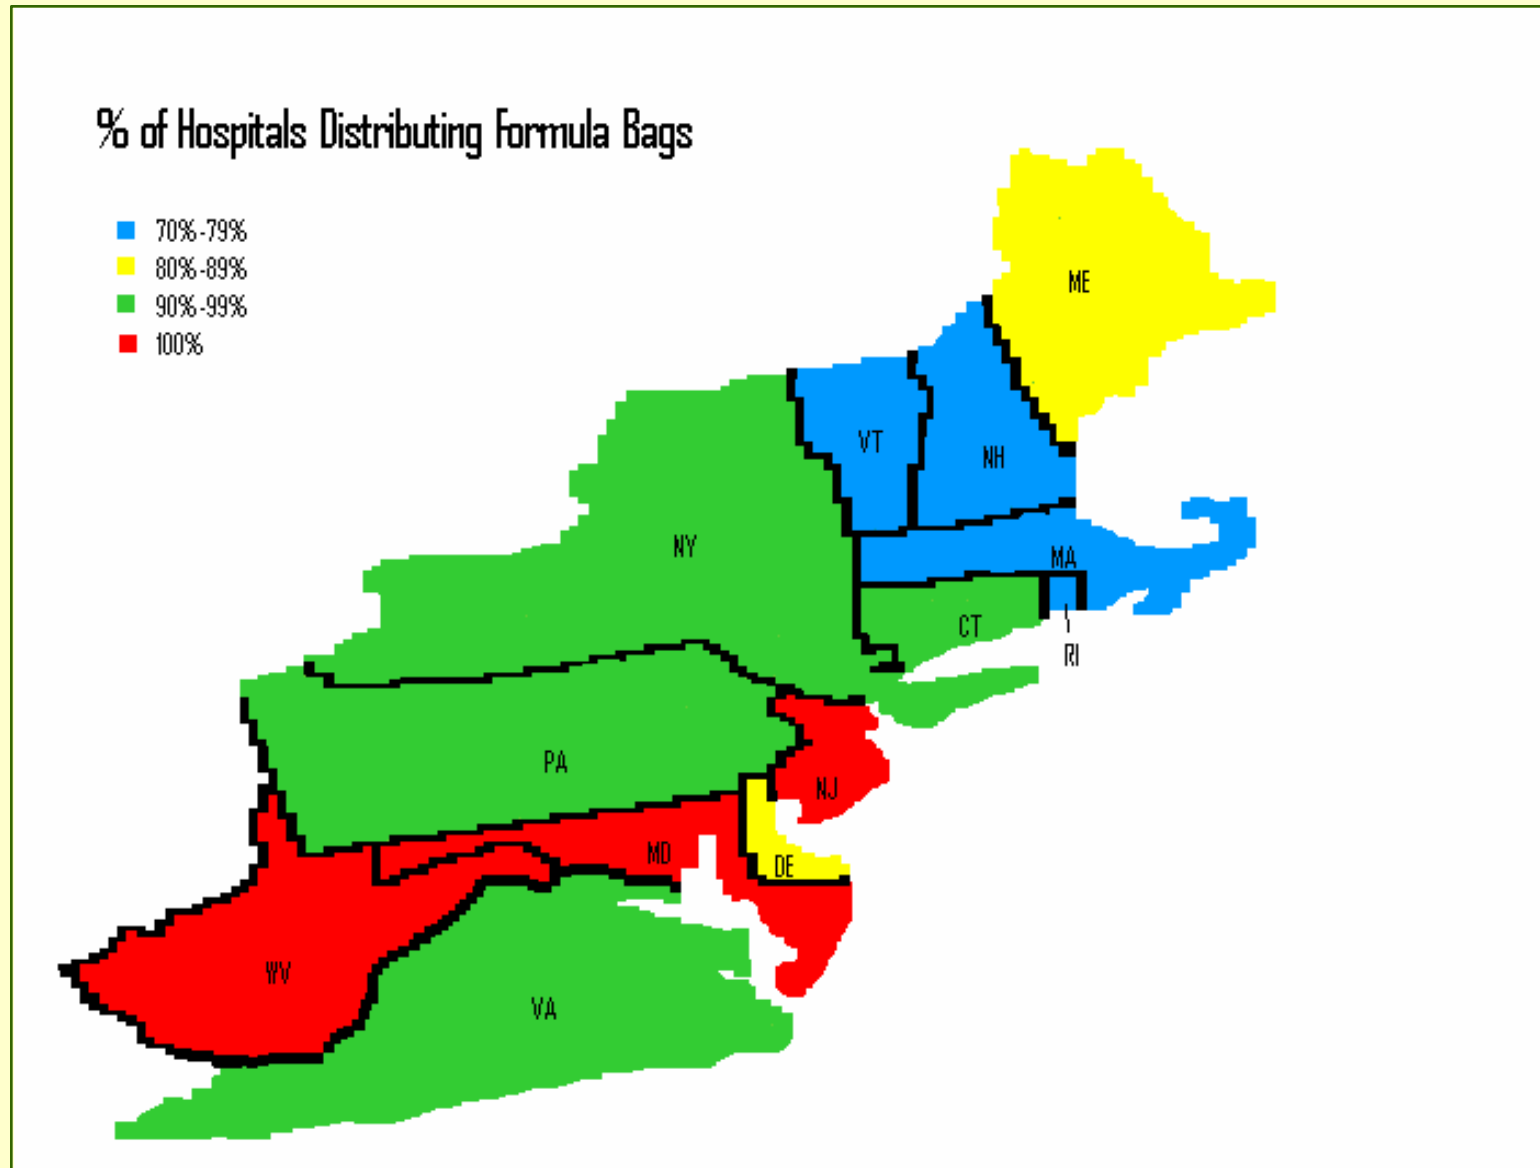 % of Hospitals Distributing Formula Bags
70%-79%
80%-89%
90%-99%
100%
ME
VT
NH
NY
MA
CT
RI
PA
NJ
MD
DE
WV
VA